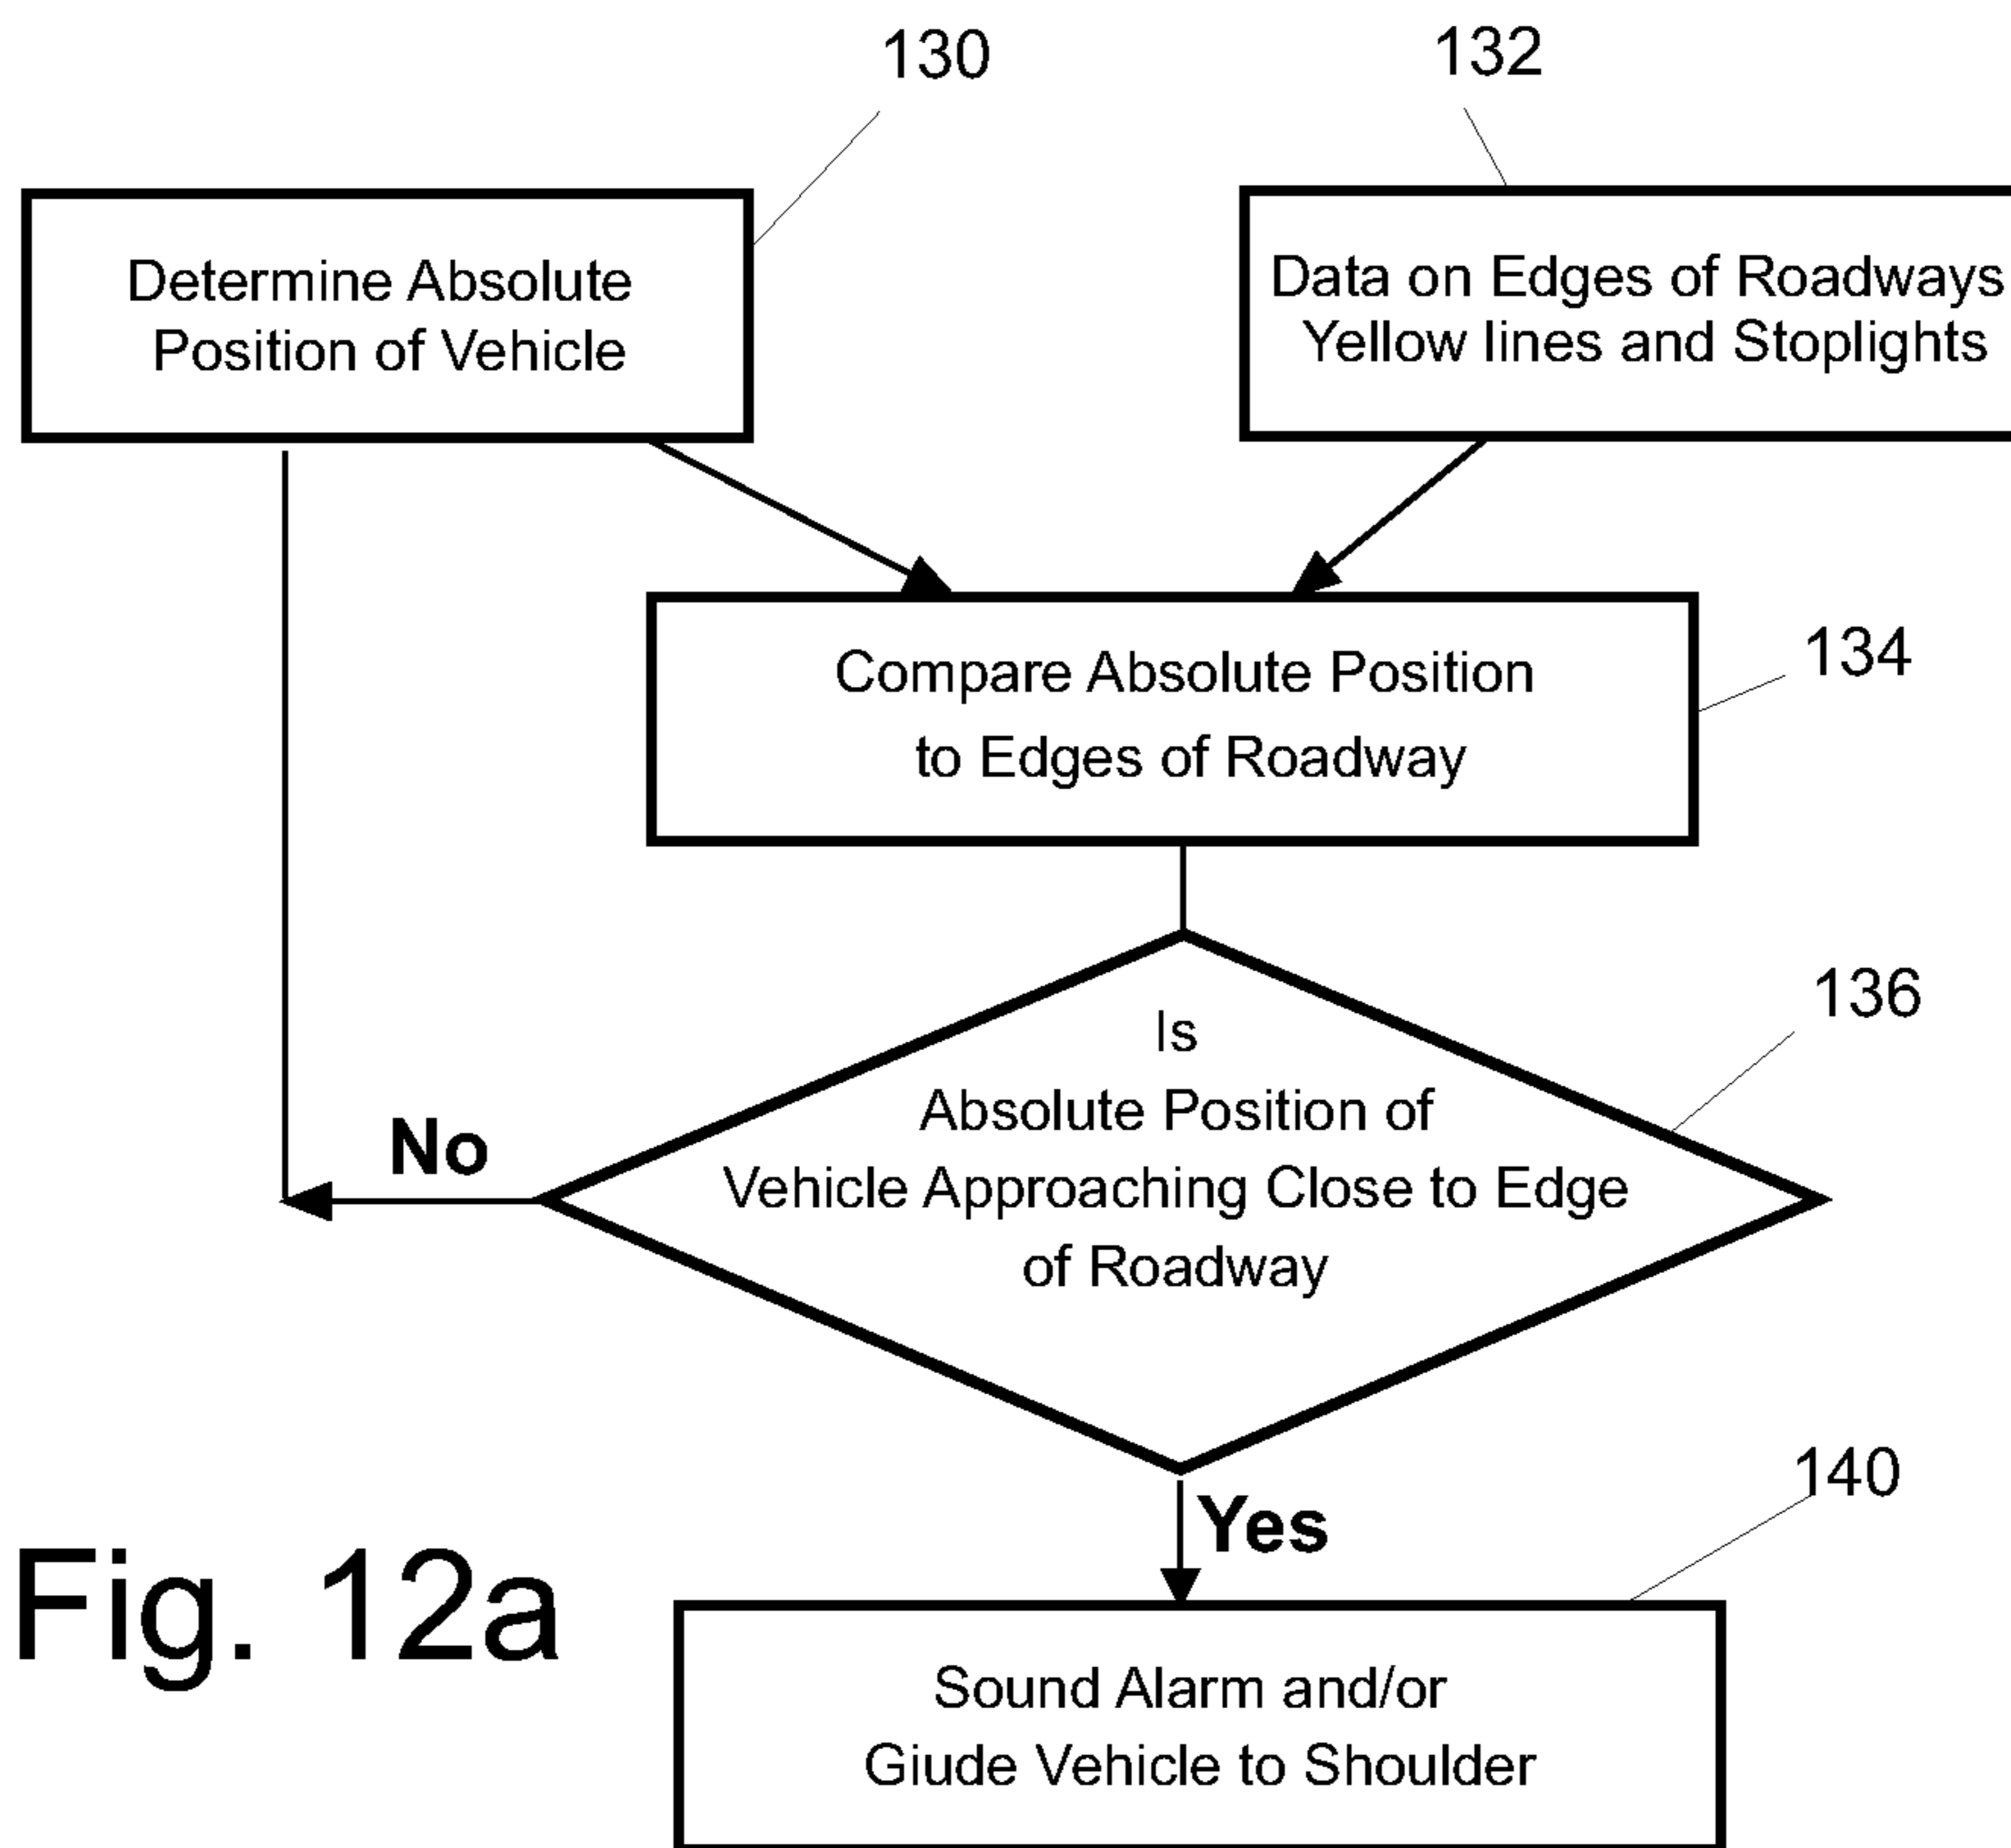 130
132
Determine Absolute
Position of Vehicle
Data on Edges of Roadways
Yellow lines and Stoplights
Compare Absolute Position
to Edges of Roadway
134
136
Is
Absolute Position of
Vehicle Approaching Close to Edge
of Roadway
No
Yes
140
Fig. 12a
Sound Alarm and/or
Giude Vehicle to Shoulder